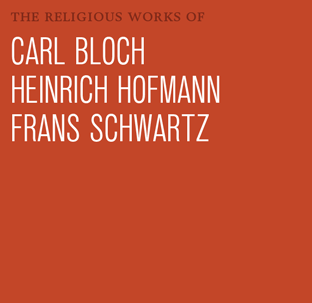 THE RELIGIOUS WORKS OF
CARL BLOCH
HEINRICH HOFMANN
FRANS SCHWARTZ